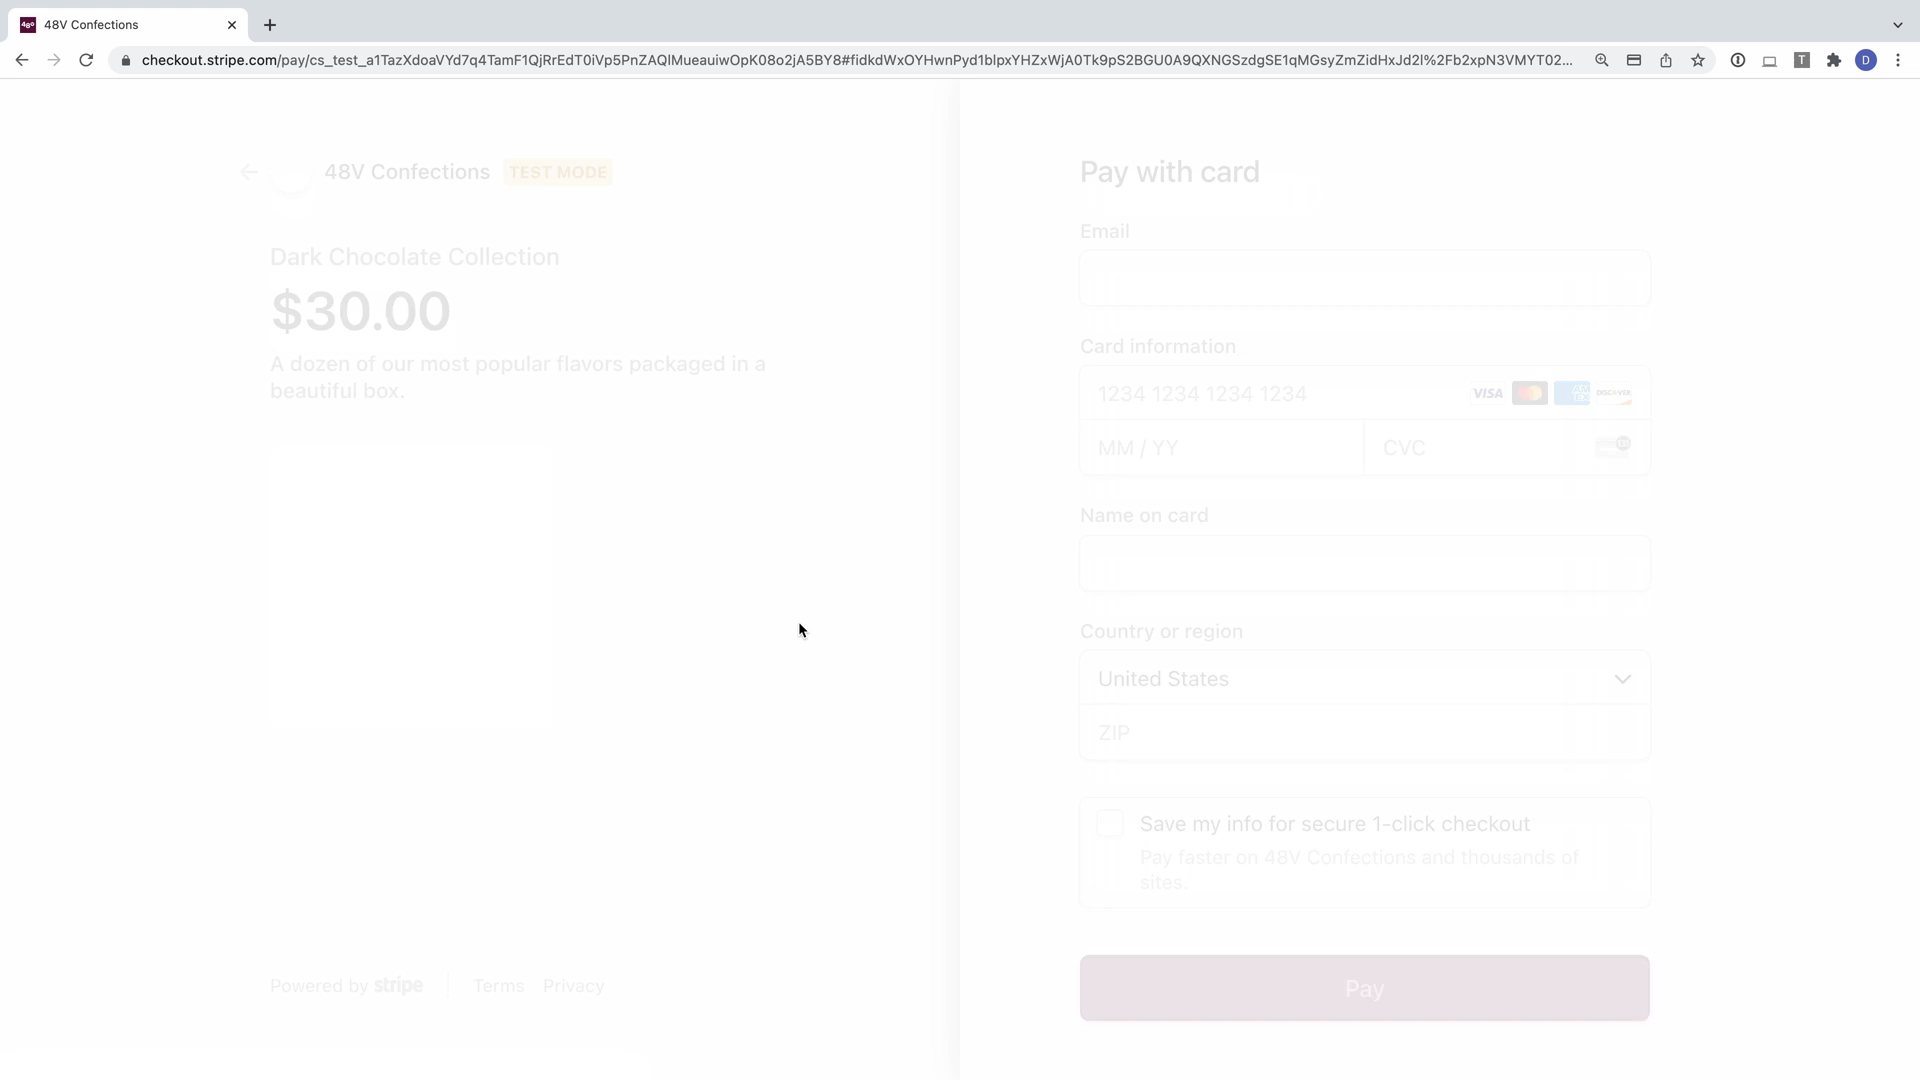 48V Confections
checkout.stripe.com/pay/cs_test_a1TazXdoaVYd7q4TamF1QjRrEdT0iVp5PnZAQlMueauiwOpK08o2jA5BY8#fidkdWxOYHwnPyd1blpxYHZxWjA0Tk9pS2BGU0A9QXNGSzdgSE1qMGsyZmZidHxJd2l%2Fb2xpN3VMYT02...
T
D
48V Confections TEST MODE
Dark Chocolate Collection
$30.00
A dozen of our most popular flavors packaged in a
beautiful box.
Powered by stripe
Terms Privacy
Pay with card
Email
Card information
1234 1234 1234 1234 VISA DISCOVER
MM / YY CVC
Name on card
Country or region
United States
ZIP
Save my info for secure 1-click checkout
Pay faster on 48V Confections and thousands of
sites.
Pay